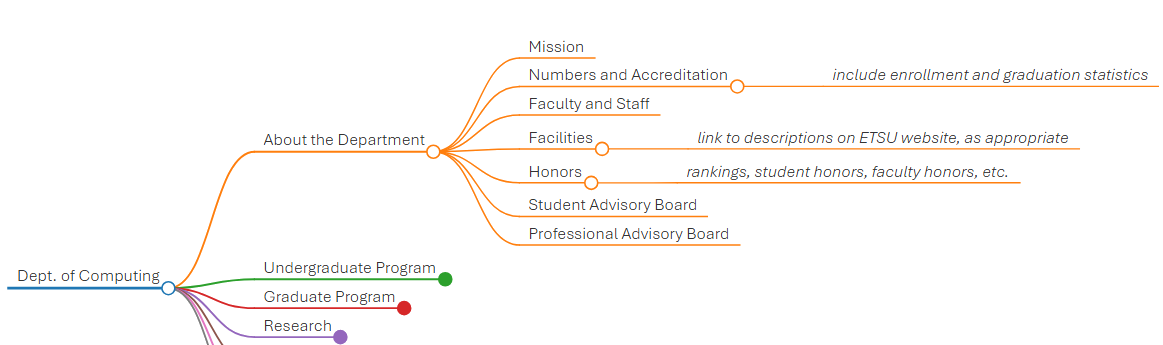 Mission
Numbers and Accreditation
include enrollment and graduation statistics
Faculty and Staff
About the Department
Facilities
link to descriptions on ETSU website, as appropriate
Honors
rankings, student honors, faculty honors, etc.
Student Advisory Board
Professional Advisory Board
Dept. of Computing
Undergraduate Program
Graduate Program
Research